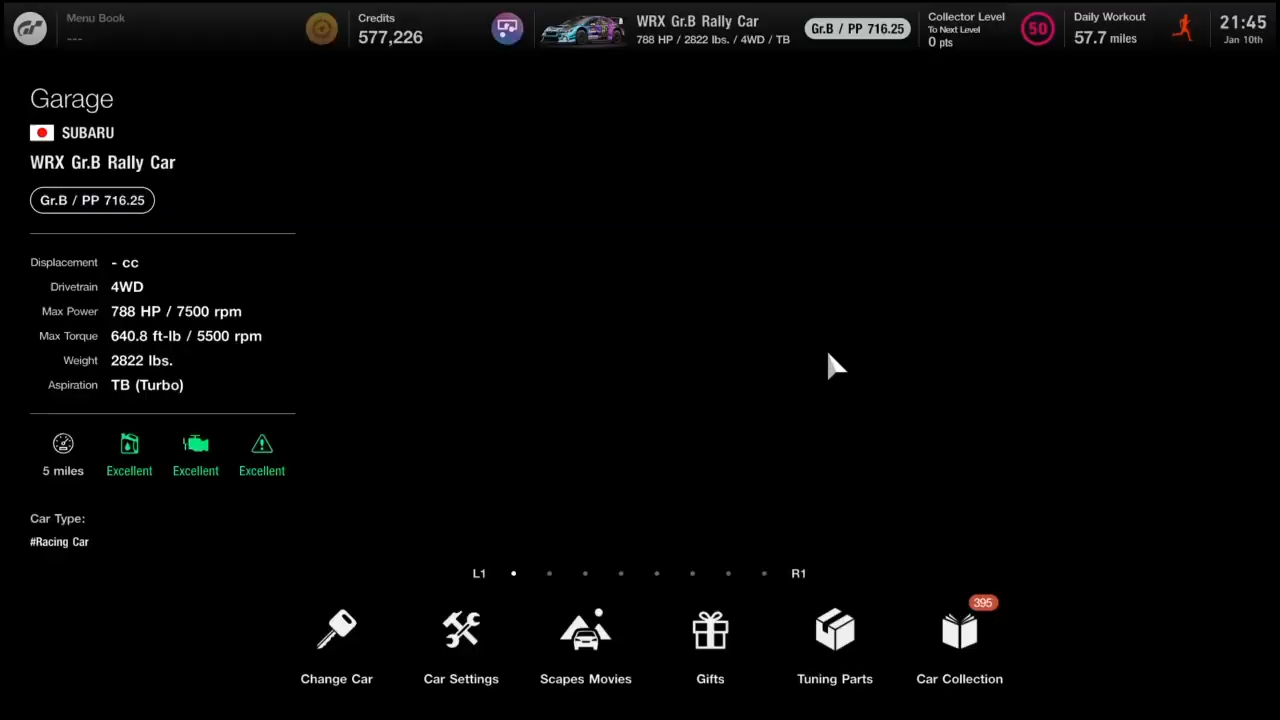 Menu Book
---
Credits
577,226
WRX Gr.B Rally Car
788 HP / 2822 lbs. / 4WD / TB
Gr.B / PP 716.25
Collector Level
To Next Level
0 pts
50
Daily Workout
57.7 miles
21:45
Jan 10th
Garage
SUBARU
WRX Gr.B Rally Car
Gr.B / PP 716.25
Displacement - cc
Drivetrain 4WD
Max Power 788 HP / 7500 rpm
Max Torque 640.8 ft-lb / 5500 rpm
Weight 2822 lbs.
Aspiration TB (Turbo)
5 miles Excellent Excellent Excellent
Car Type:
#Racing Car
L1 R1
395
Change Car Car Settings Scapes Movies Gifts Tuning Parts Car Collection